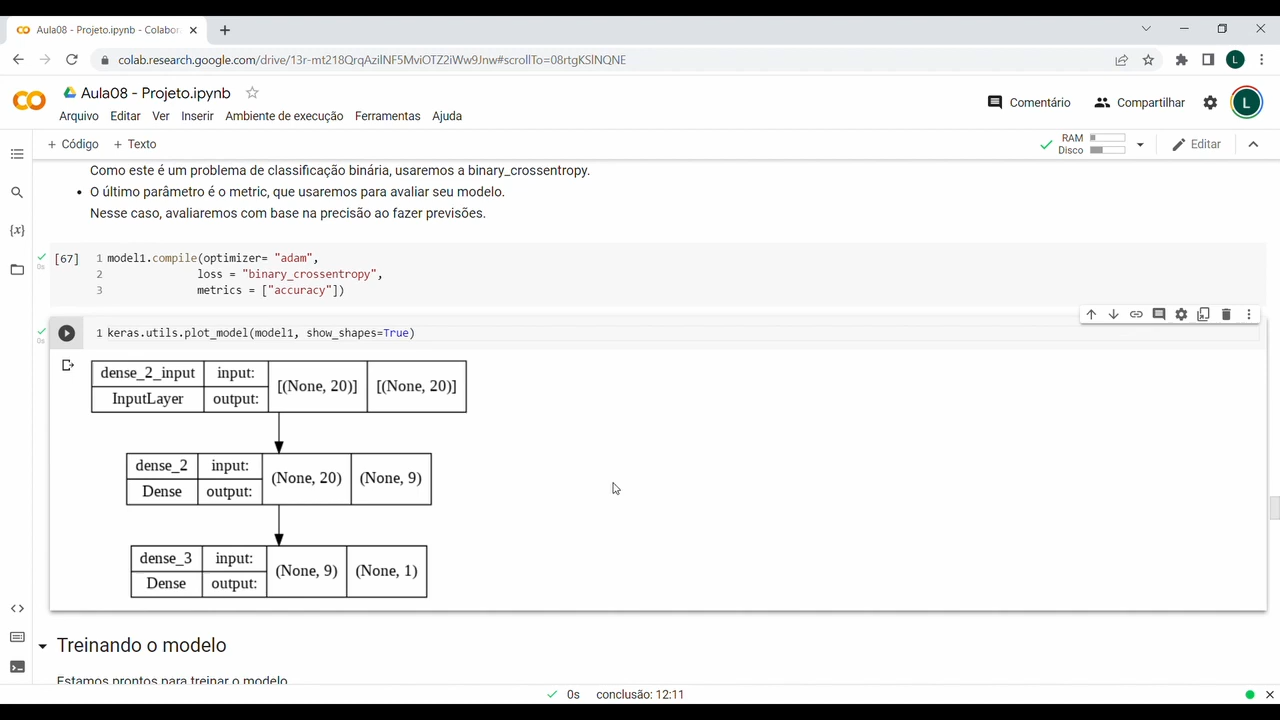 Aula08 - Projeto.ipynb - Colabor
colab.research.google.com/drive/13r-mt218QrqAzilNF5MviOTZ2iWw9Jnw#scrollTo=08rtgKSlNQNE
L
Aula08 - Projeto.ipynb
Comentário
Compartilhar
L
Arquivo Editar Ver Inserir Ambiente de execução Ferramentas Ajuda
+ Código + Texto
RAM
Disco
Editar
Como este é um problema de classificação binária, usaremos a binary_crossentropy.
• O último parâmetro é o metric, que usaremos para avaliar seu modelo.
Nesse caso, avaliaremos com base na precisão ao fazer previsões.
{x}
0s
[67]
1 model1.compile(optimizer= "adam",
2 loss = "binary_crossentropy",
3 metrics = ["accuracy"])
0s
1 keras.utils.plot_model(model1, show_shapes=True)
dense_2_input input: [(None, 20)] [(None, 20)]
InputLayer output:
dense_2 input: (None, 20) (None, 9)
Dense output:
dense_3 input: (None, 9) (None, 1)
Dense output:
Treinando o modelo
Estamos prontos para treinar o modelo
0s conclusão: 12:11